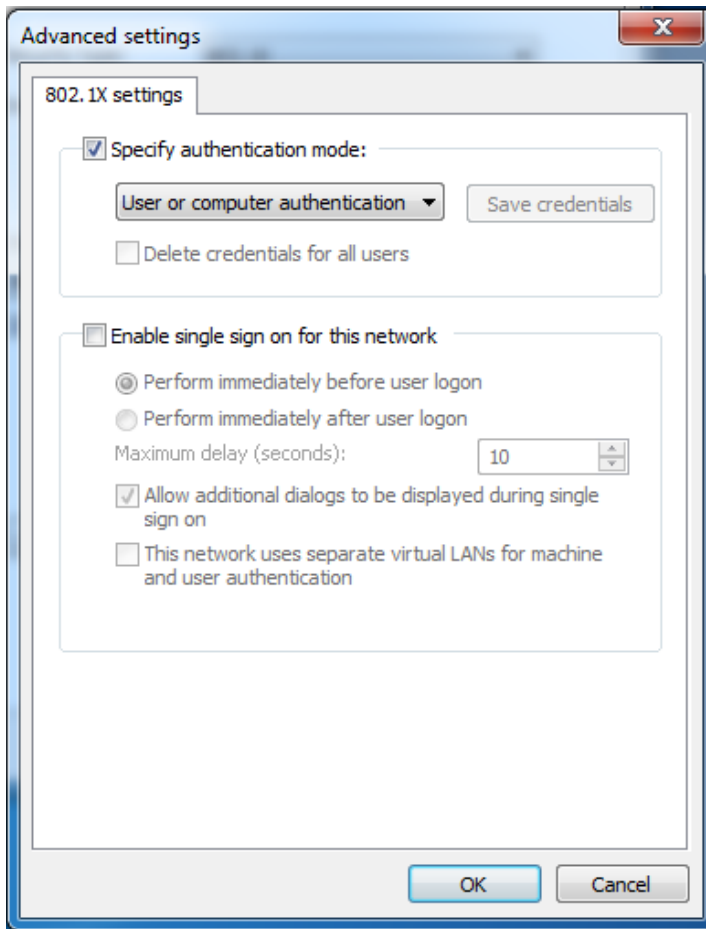 Advanced settings
802.1X settings
Specify authentication mode:
User or computer authentication
Save credentials
Delete credentials for all users
Enable single sign on for this network
Perform immediately before user logon
Perform immediately after user logon
Maximum delay (seconds):
10
Allow additional dialogs to be displayed during single
sign on
This network uses separate virtual LANs for machine
and user authentication
OK
Cancel